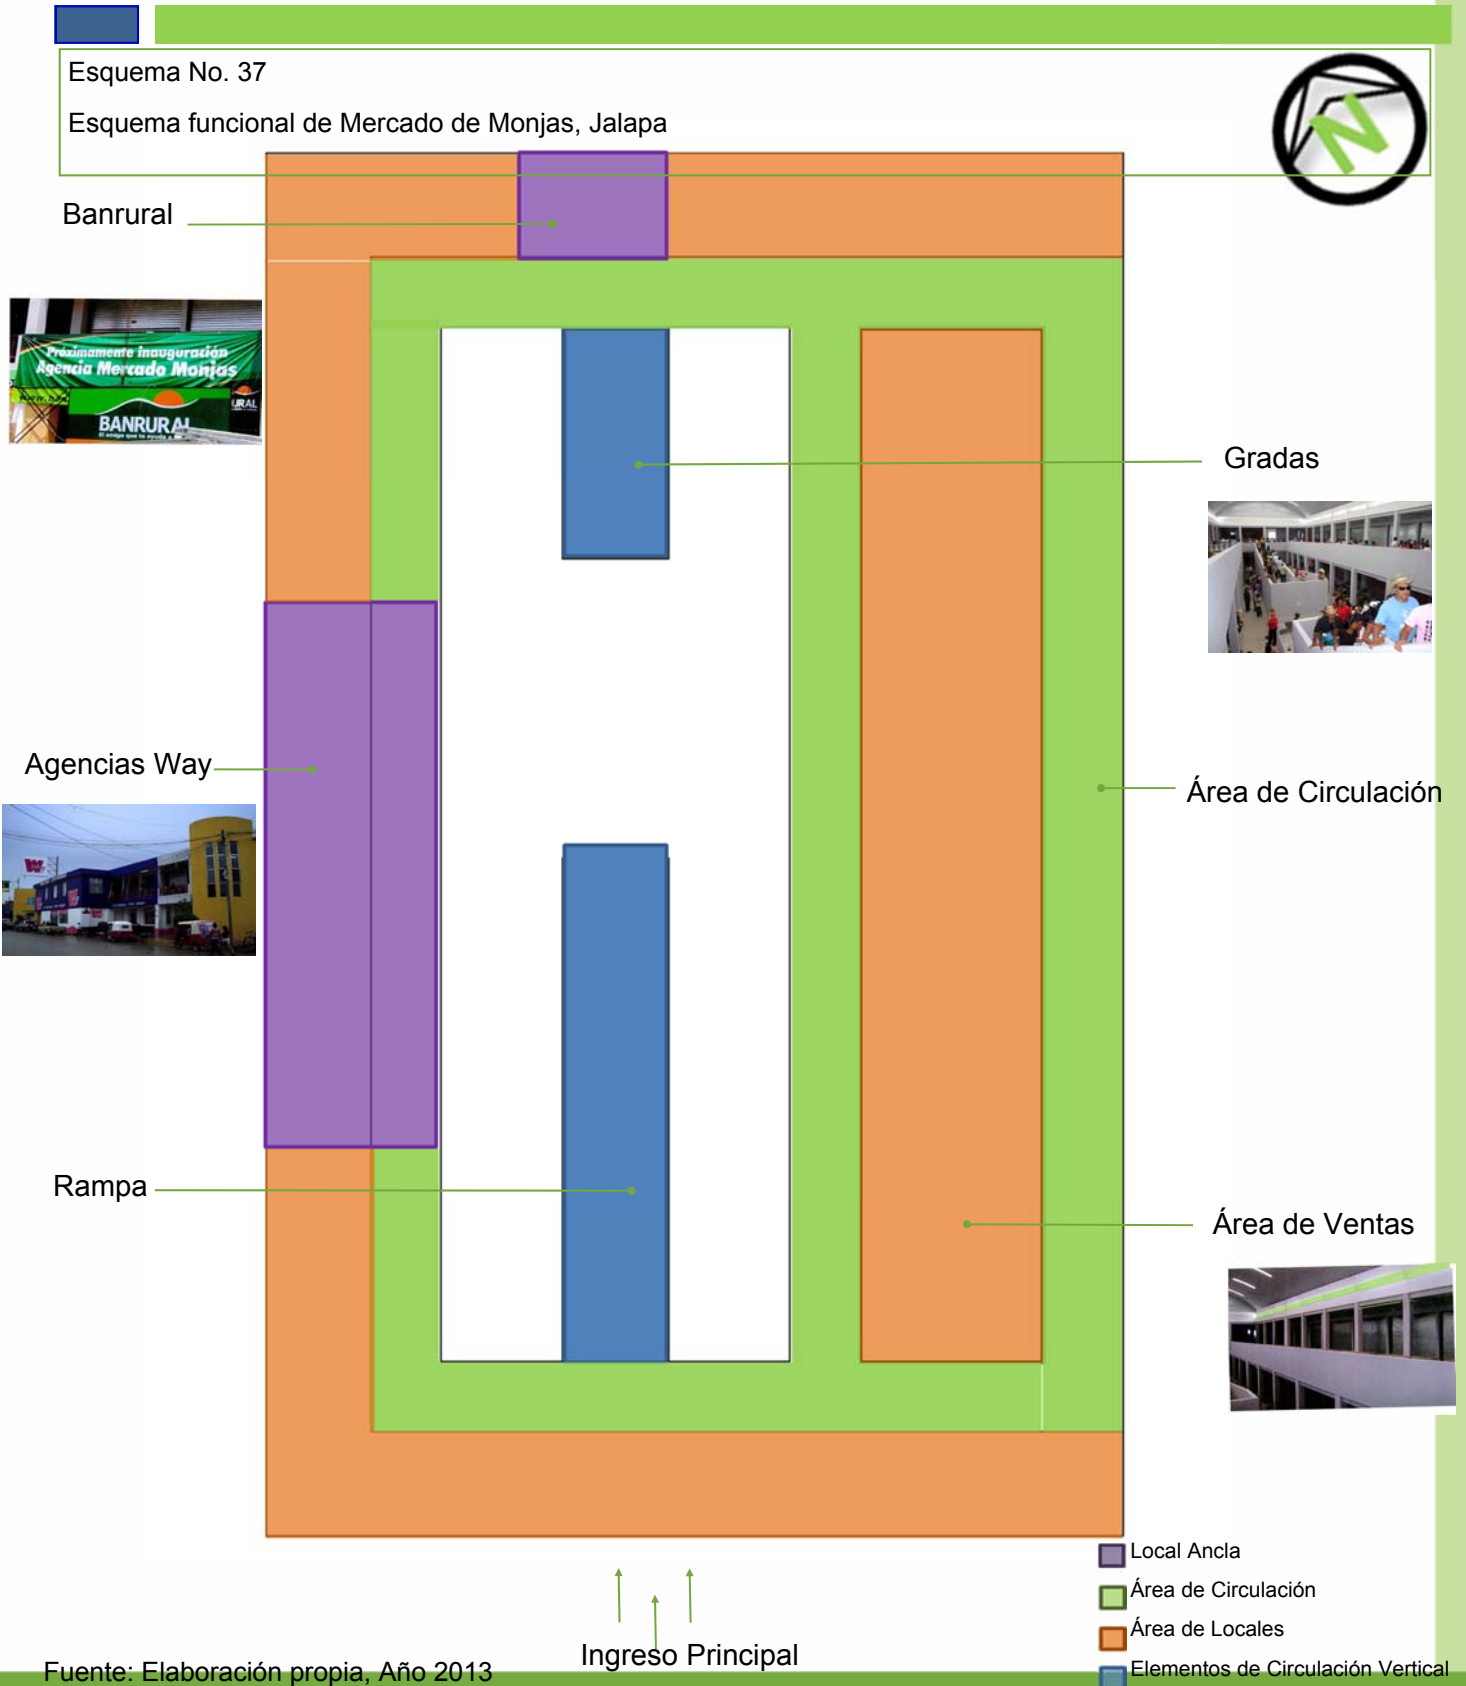 Esquema No. 37
Esquema funcional de Mercado de Monjas, Jalapa
N
Banrural
Próximamente Inauguración
Agencia Mercado Monjas
BANRURAL
Gradas
Agencias Way
Área de Circulación
Rampa
Área de Ventas
Local Ancla
Área de Circulación
Área de Locales
Elementos de Circulación Vertical
Ingreso Principal
Fuente: Elaboración propia, Año 2013